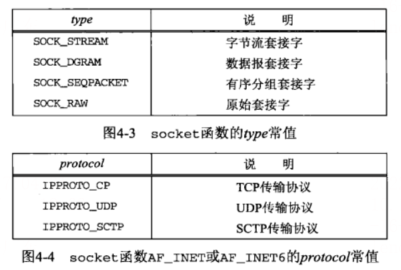 type 说 明
SOCK_STREAM 字节流套接字
SOCK_DGRAM 数据报套接字
SOCK_SEQPACKET 有序分组套接字
SOCK_RAW 原始套接字
图4-3 socket函数的type常值
protocol 说 明
IPPROTO_CP TCP传输协议
IPPROTO_UDP UDP传输协议
IPPROTO_SCTP SCTP传输协议
图4-4 socket函数AF_INET或AF_INET6的protocol常值